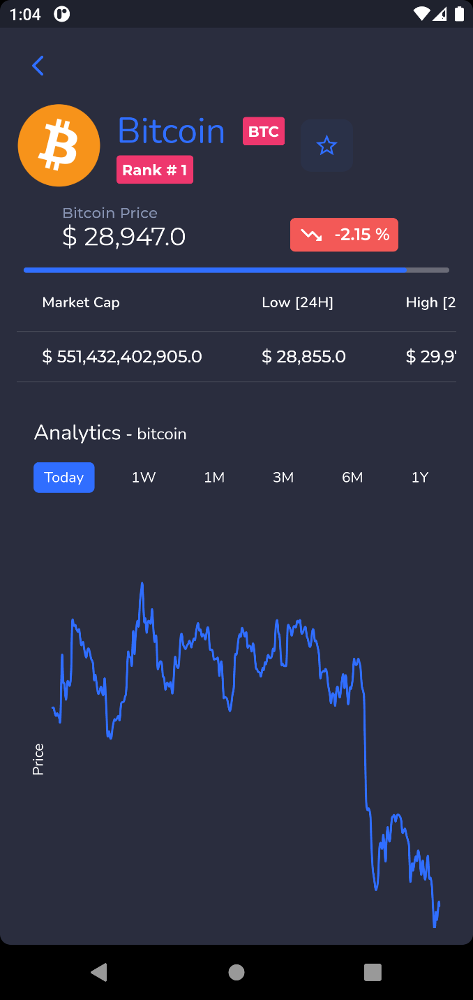 1:04
Bitcoin BTC
Rank # 1
Bitcoin Price
$ 28,947.0
-2.15 %
Market Cap Low [24H] High [2
$ 551,432,402,905.0 $ 28,855.0 $ 29,9
Analytics - bitcoin
Today 1W 1M 3M 6M 1Y
Price